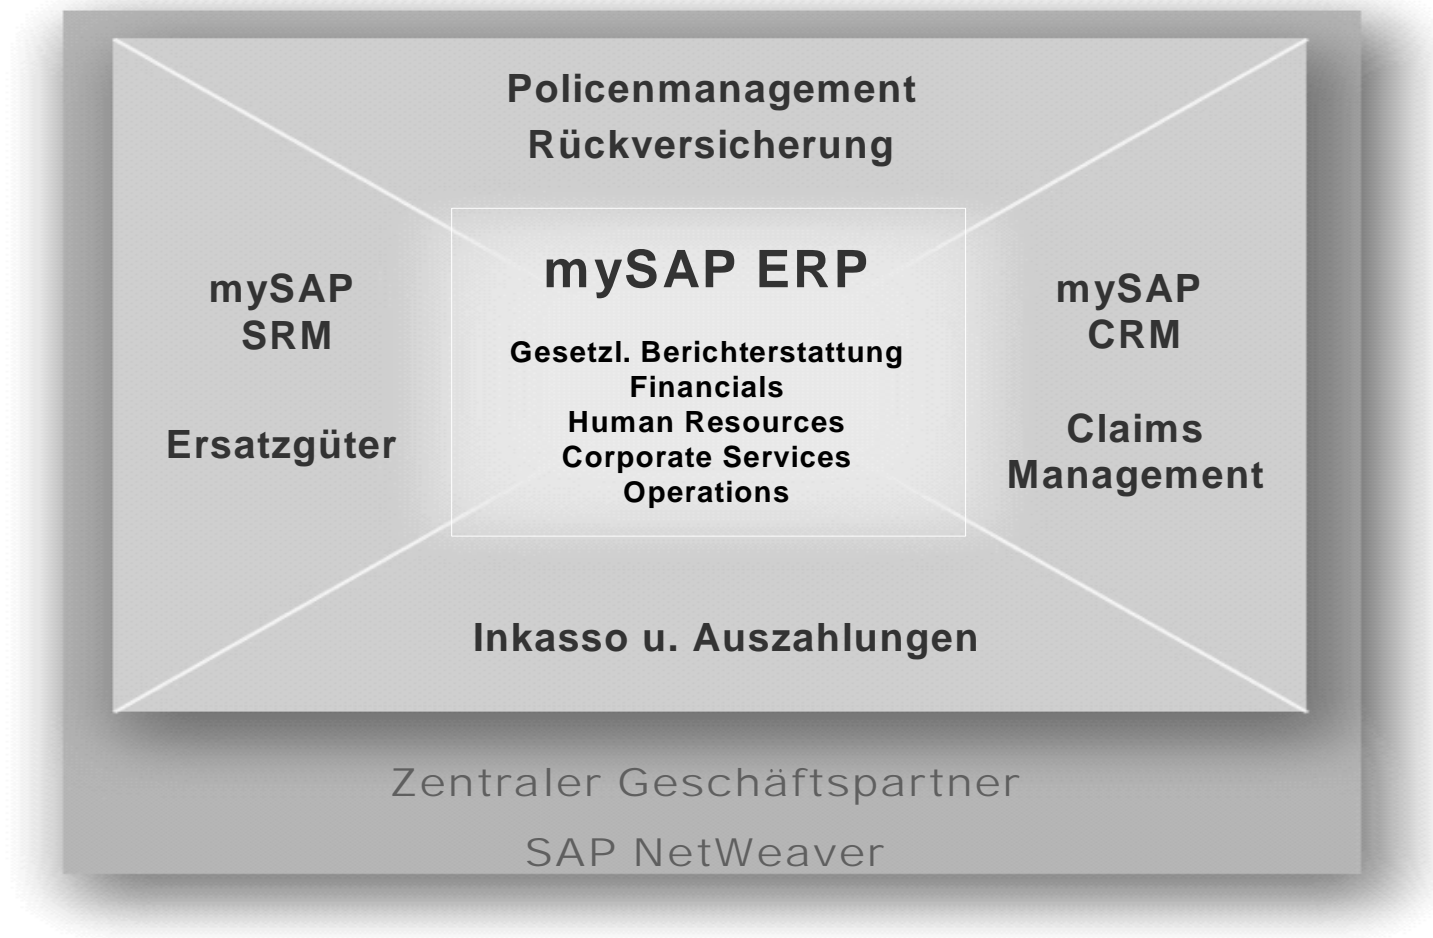 Policenmanagement
Rückversicherung
mySAP ERP
Gesetzl. Berichterstattung
Financials
Human Resources
Corporate Services
Operations
mySAP
SRM
Ersatzgüter
mySAP
CRM
Claims
Management
Inkasso u. Auszahlungen
Zentraler Geschäftspartner
SAP NetWeaver